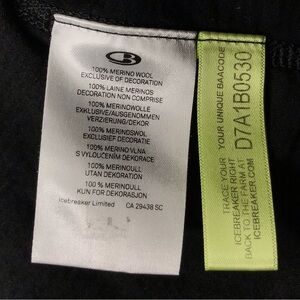 100% MERINO WOOL
EXCLUSIVE OF DECORATION
100% LAINE MERINOS
DECORATION NON COMPRISE
100% MERINOWOLLE
EXKLUSIVE/AUSGENOMMEN
VERZIERUNG/DEKOR
100% MERINOSWOL
EXCLUSIEF DECORATIE
100% MERINO VLNA
S VYLOUČENIM DEKORACE
100% MERINOULL
UTAN DEKORATION
100 % MERINOULL
KUN FOR DEKORASJON
Icebreaker Limited CA 29438 SC
YOUR UNIQUE BAACODE
D7A1B0530
TRACE YOUR
ICEBREAKER RIGHT
BACK TO THE FARM AT
ICEBREAKER.COM